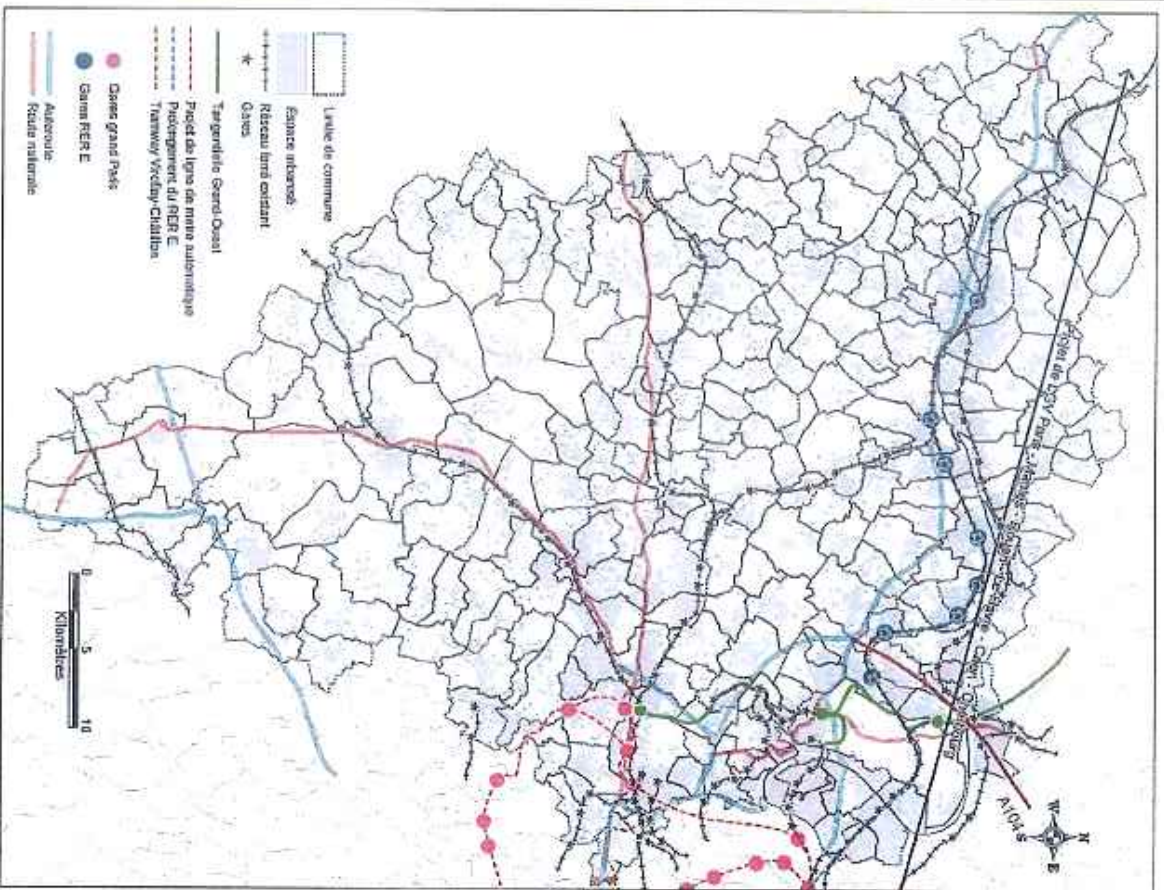 Limite de commune
Espace urbanisé
Réseau ferré existant
Gares
Tangentielle Grand-Ouest
Projet de ligne de métro automatique
Prolongement du RER E
Tramway Viroflay-Châtillon
Gares grand Paris
Gares RER E
Autoroute
Route nationale
0 5 10
Kilomètres
Projet de LGV Paris - Mantes - Rouen - Le Havre - Caen - Cherbourg
A104
N
W E
S